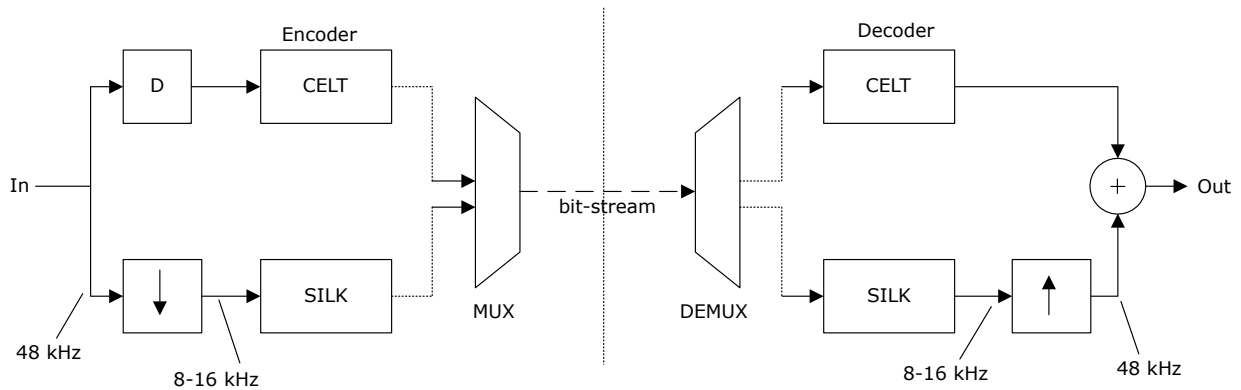 Encoder
Decoder
D
CELT
CELT
In
bit-stream
+
Out
SILK
MUX
DEMUX
SILK
48 kHz
8-16 kHz
8-16 kHz
48 kHz